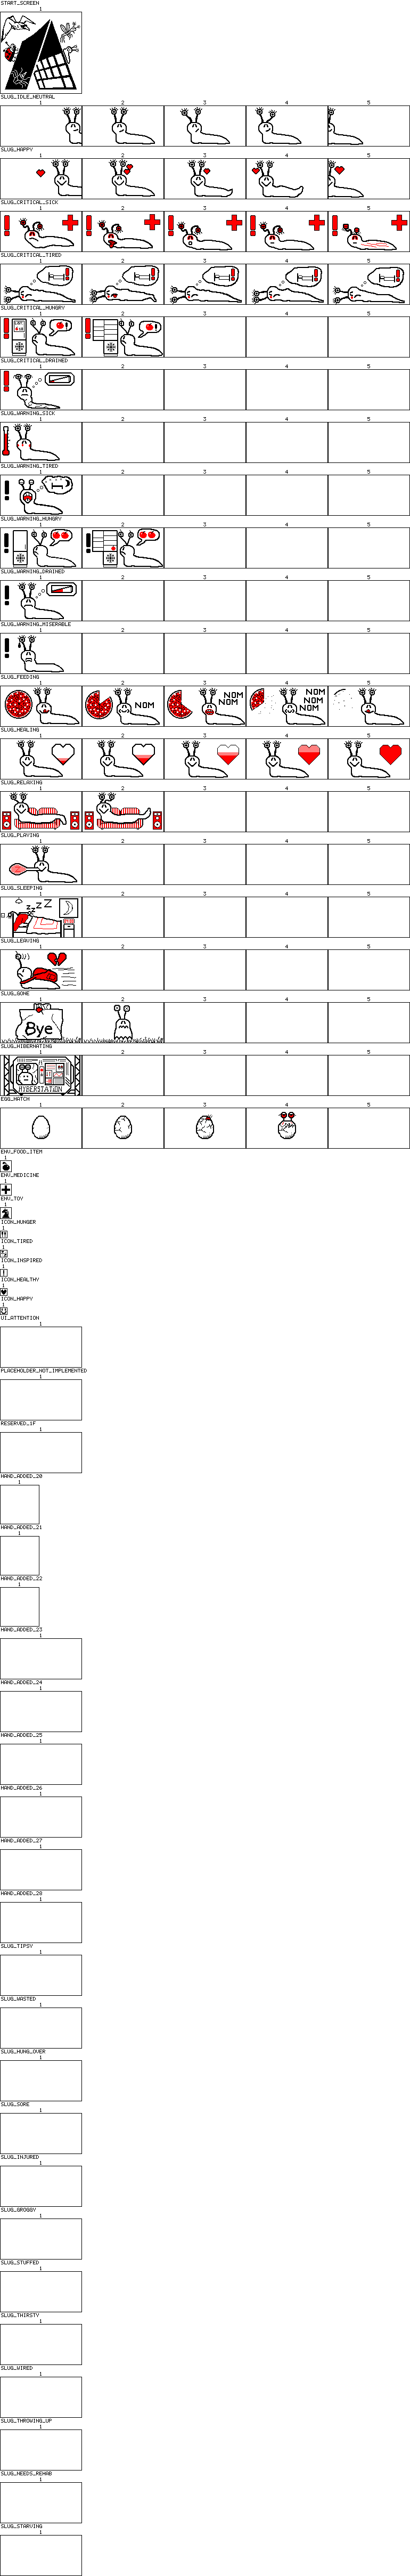 START_SCREEN
1
SLUG_IDLE_NEUTRAL
1 2 3 4 5
SLUG_HAPPY
1 2 3 4 5
SLUG_CRITICAL_SICK
1 2 3 4 5
SLUG_CRITICAL_TIRED
1 2 3 4 5
SLUG_CRITICAL_HUNGRY
1 2 3 4 5
SLUG_CRITICAL_DRAINED
1 2 3 4 5
SLUG_WARNING_SICK
1 2 3 4 5
SLUG_WARNING_TIRED
1 2 3 4 5
SLUG_WARNING_HUNGRY
1 2 3 4 5
SLUG_WARNING_DRAINED
1 2 3 4 5
SLUG_WARNING_MISERABLE
1 2 3 4 5
SLUG_FEEDING
1 2 3 4 5
NOM
NOM
NOM
NOM
NOM
NOM
SLUG_HEALING
1 2 3 4 5
SLUG_RELAXING
1 2 3 4 5
SLUG_PLAYING
1 2 3 4 5
SLUG_SLEEPING
1 2 3 4 5
z z Z Z
SLUG_LEAVING
1 2 3 4 5
SLUG_GONE
1 2 3 4 5
Bye
SLUG_HIBERNATING
1 2 3 4 5
HYBERSTATION
EGG_HATCH
1 2 3 4 5
ENV_FOOD_ITEM
1
ENV_MEDICINE
1
ENV_TOY
1
ICON_HUNGER
1
ICON_TIRED
1
ICON_INSPIRED
1
ICON_HEALTHY
1
ICON_HAPPY
1
UI_ATTENTION
1
PLACEHOLDER_NOT_IMPLEMENTED
1
RESERVED_1F
1
HAND_ADDED_20
1
HAND_ADDED_21
1
HAND_ADDED_22
1
HAND_ADDED_23
1
HAND_ADDED_24
1
HAND_ADDED_25
1
HAND_ADDED_26
1
HAND_ADDED_27
1
HAND_ADDED_28
1
SLUG_TIPSY
1
SLUG_WASTED
1
SLUG_HUNG_OVER
1
SLUG_SORE
1
SLUG_INJURED
1
SLUG_GROGGY
1
SLUG_STUFFED
1
SLUG_THIRSTY
1
SLUG_WIRED
1
SLUG_THROWING_UP
1
SLUG_NEEDS_REHAB
1
SLUG_STARVING
1